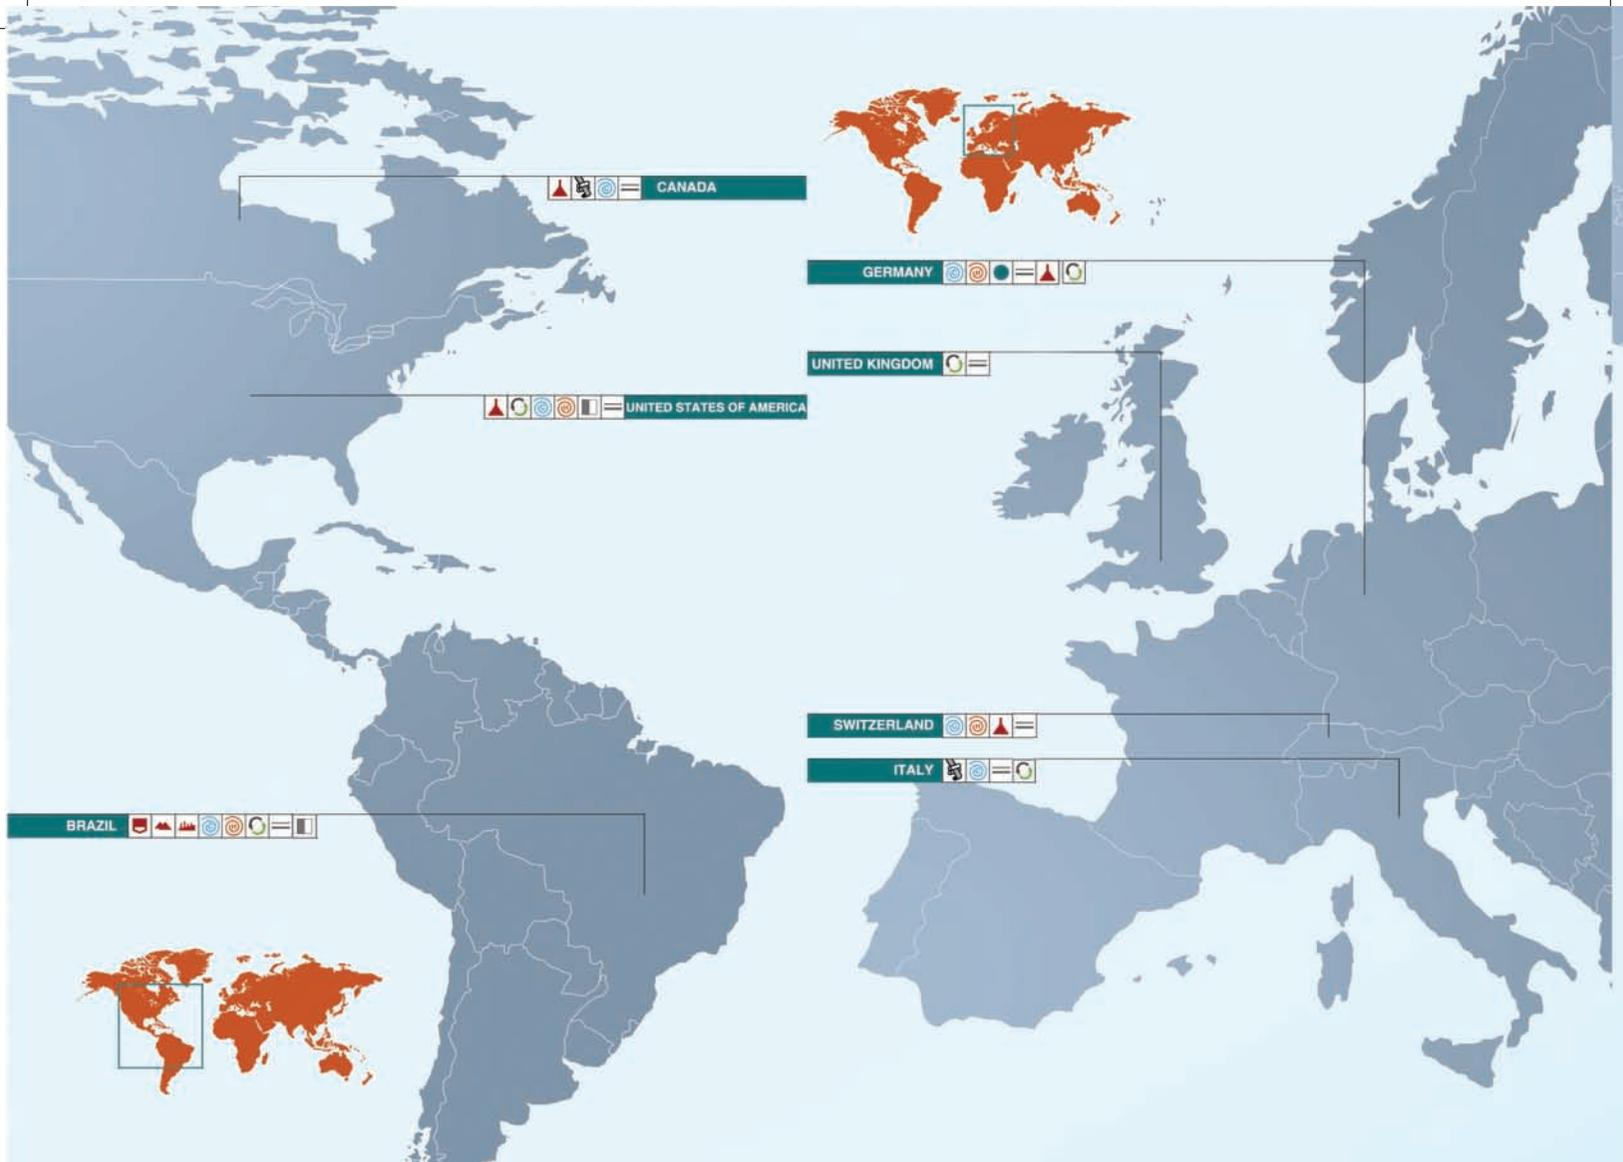 CANADA
GERMANY
UNITED KINGDOM
UNITED STATES OF AMERICA
SWITZERLAND
ITALY
BRAZIL